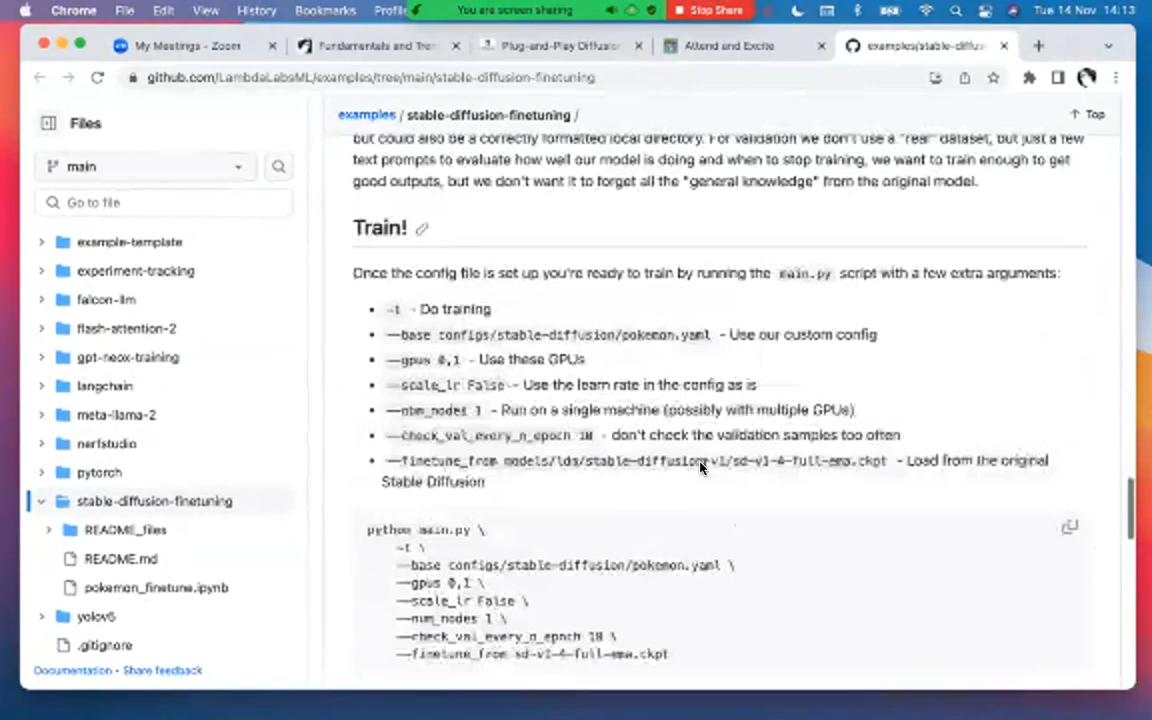 Chrome File Edit View History Bookmarks Profile You are screen sharing Stop Share Tue 14 Nov 14:13
My Meetings - Zoom Fundamentals and Plug-and-Play Attend and Excite
github.com/LambdaLabsML/examples/tree/main/stable-diffusion-finetuning
Files
main
Go to file
example-template
experiment-tracking
falcon-llm
flash-attention-2
gpt-neox-training
langchain
meta-llama-2
nerfstudio
pytorch
stable-diffusion-finetuning
README_files
README.md
pokemon_finetune.ipynb
yolov5
.gitignore
Documentation • Share feedback
examples / stable-diffusion-finetuning / Top
but could also be a correctly formatted local directory. For validation we don't use a "real" dataset, but just a few
text prompts to evaluate how well our model is doing and when to stop training, we want to train enough to get
good outputs, but we don't want it to forget all the "general knowledge" from the original model.
Train!
Once the config file is set up you're ready to train by running the main.py script with a few extra arguments:
• -t - Do training
• --base configs/stable-diffusion/pokemon.yaml - Use our custom config
• --gpus 0,1 - Use these GPUs
• --scale_lr False - Use the learn rate in the config as is
• --num_nodes 1 - Run on a single machine (possibly with multiple GPUs)
• --check_val_every_n_epoch 10 - don't check the validation samples too often
• --finetune_from models/ldm/stable-diffusion-v1/sd-v1-4-full-ema.ckpt - Load from the original
Stable Diffusion
python main.py \
-t \
--base configs/stable-diffusion/pokemon.yaml \
--gpus 0,1 \
--scale_lr False \
--num_nodes 1 \
--check_val_every_n_epoch 10 \
--finetune_from sd-v1-4-full-ema.ckpt